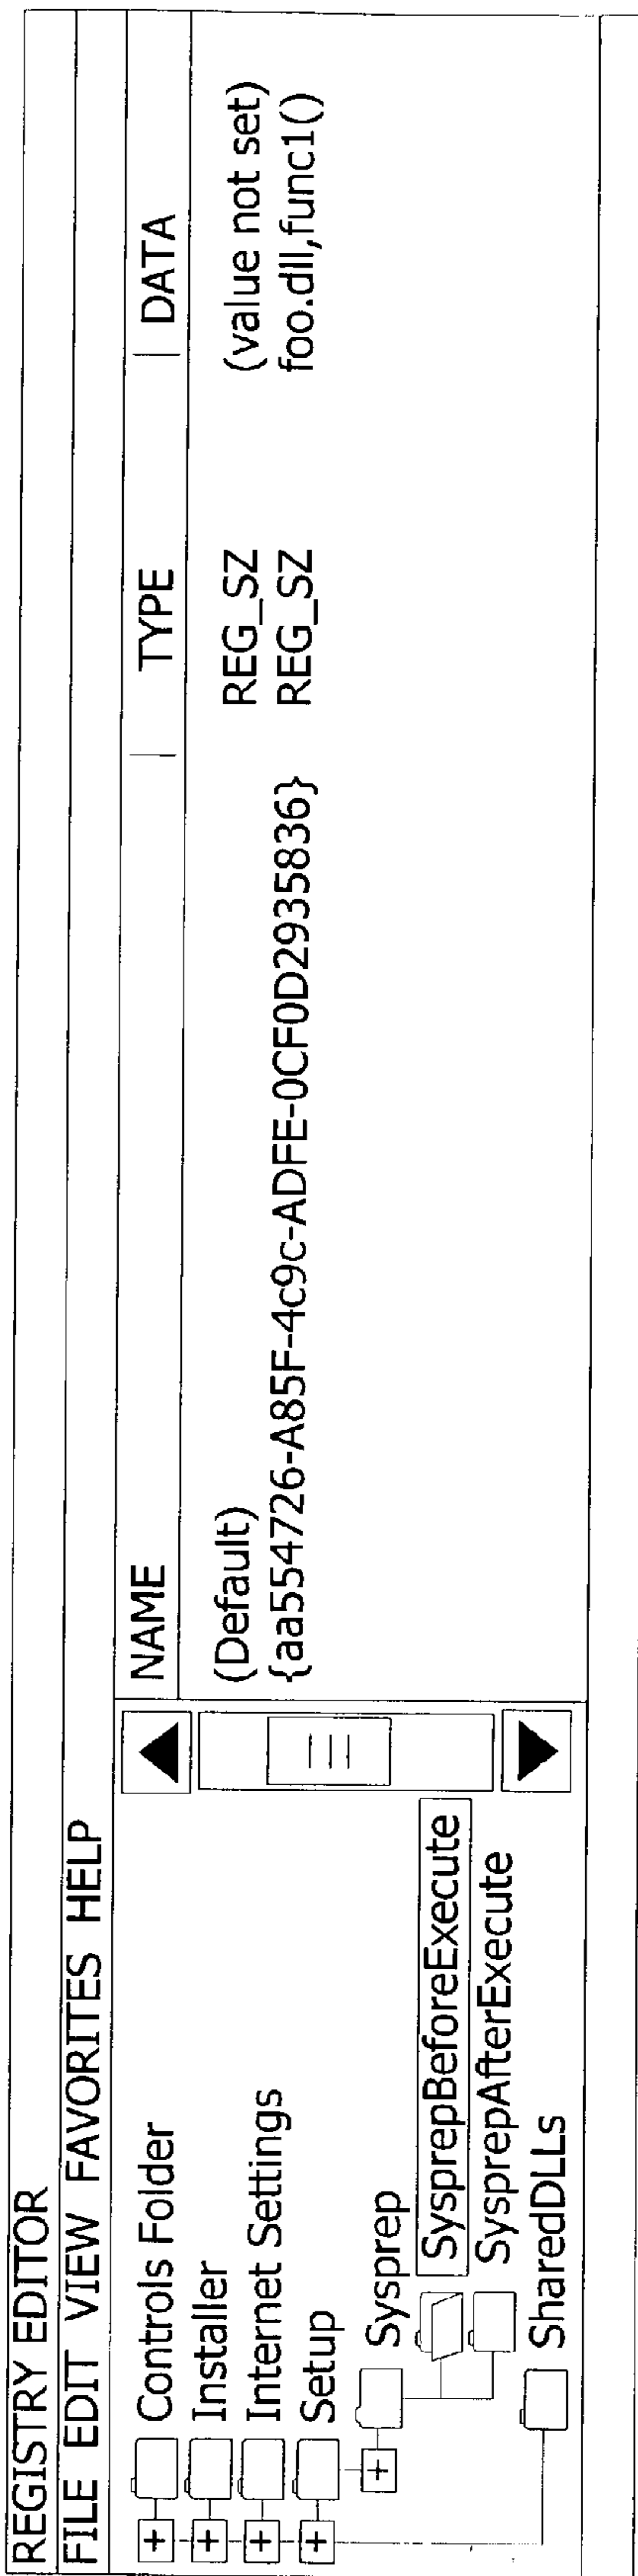 REGISTRY EDITOR
FILE EDIT VIEW FAVORITES HELP
Controls Folder
Installer
Internet Settings
Setup
Sysprep
SysprepBeforeExecute
SysprepAfterExecute
SharedDLLs
NAME TYPE DATA
(Default) REG_SZ (value not set)
{aa554726-A85F-4c9c-ADFE-0CF0D2935836} REG_SZ foo.dll,func1()